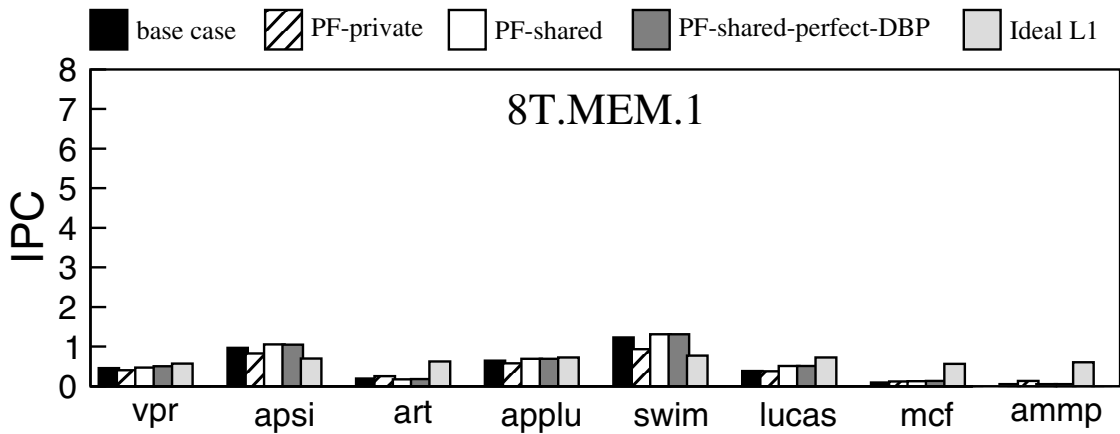 base case PF-private PF-shared PF-shared-perfect-DBP Ideal L1
8T.MEM.1
IPC
8
7
6
5
4
3
2
1
0
vpr apsi art applu swim lucas mcf ammp